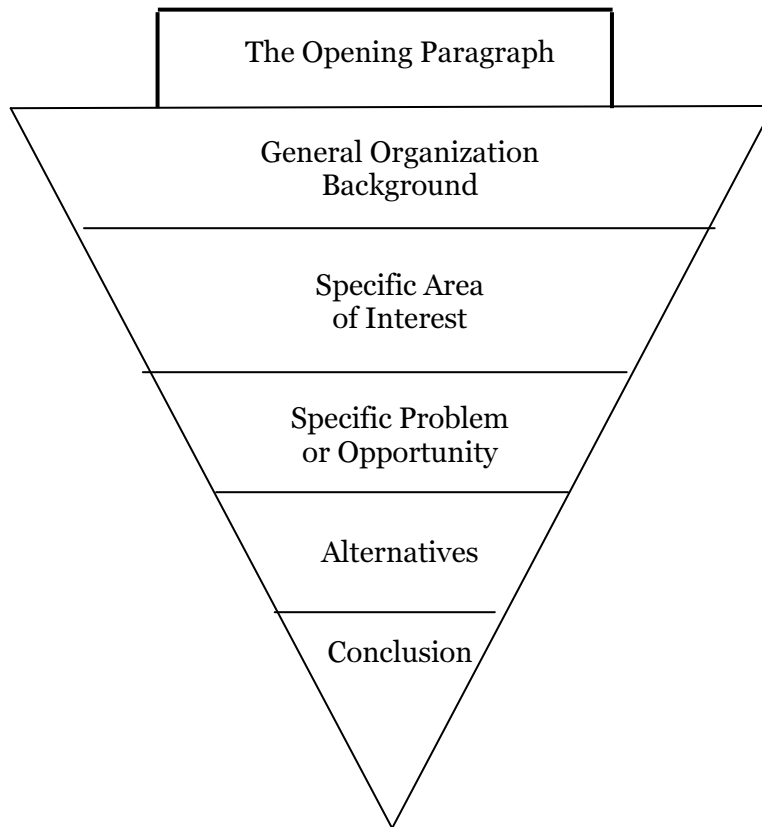 The Opening Paragraph
General Organization
Background
Specific Area
of Interest
Specific Problem
or Opportunity
Alternatives
Conclusion